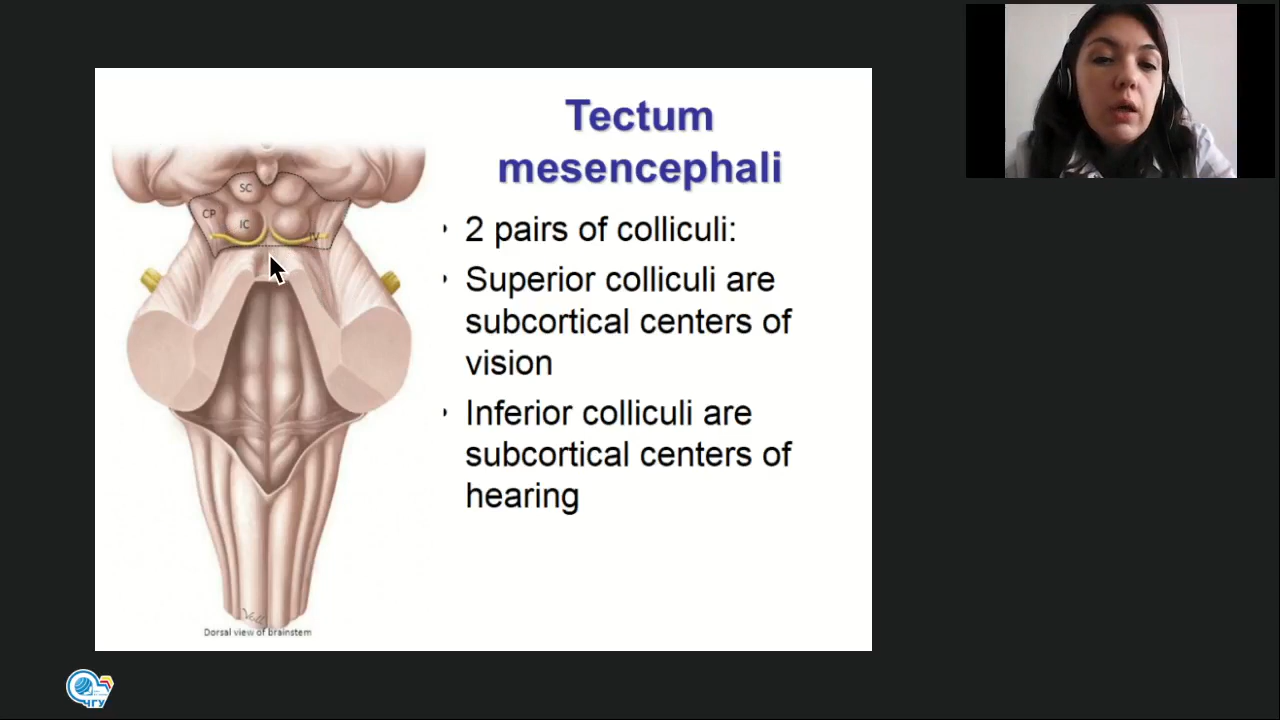 Tectum
mesencephali
SC
CP
IC
IV
• 2 pairs of colliculi:
• Superior colliculi are
subcortical centers of
vision
• Inferior colliculi are
subcortical centers of
hearing
Dorsal view of brainstem
ЧГУ